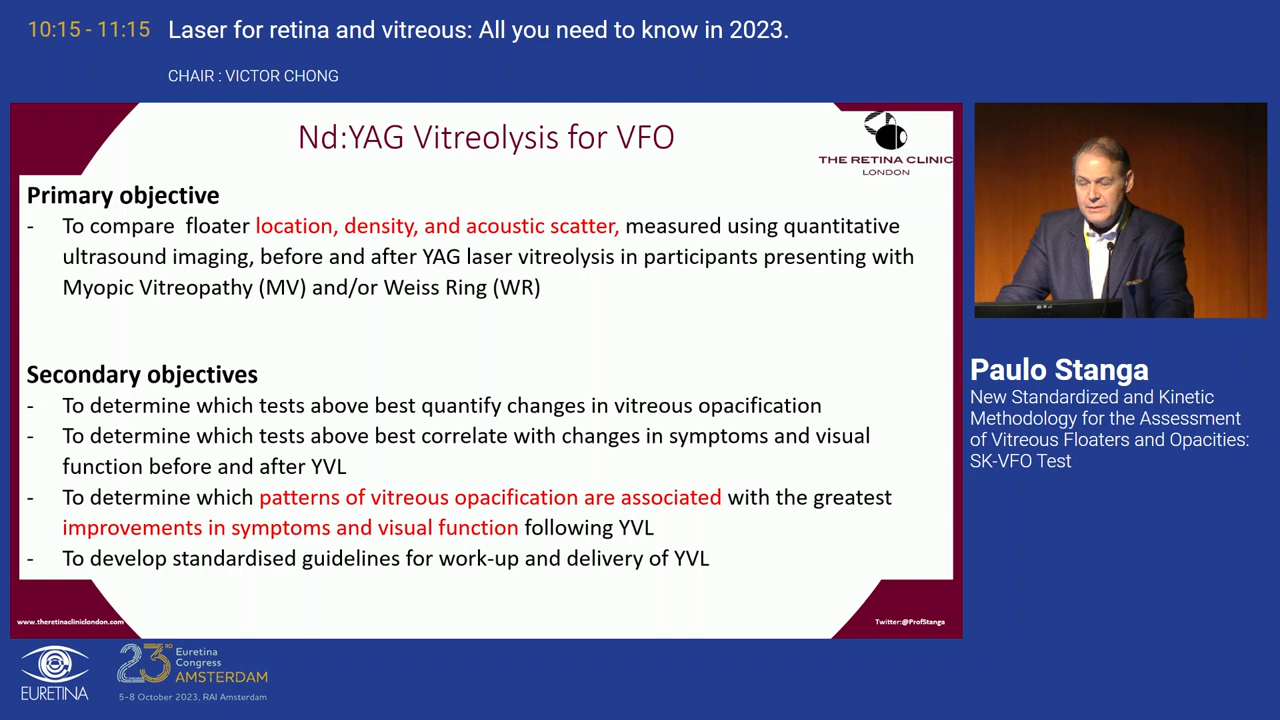 10:15 - 11:15 Laser for retina and vitreous: All you need to know in 2023.
CHAIR : VICTOR CHONG
Nd:YAG Vitreolysis for VFO
THE RETINA CLINIC
LONDON
Primary objective
- To compare floater location, density, and acoustic scatter, measured using quantitative
ultrasound imaging, before and after YAG laser vitreolysis in participants presenting with
Myopic Vitreopathy (MV) and/or Weiss Ring (WR)
Secondary objectives
- To determine which tests above best quantify changes in vitreous opacification
- To determine which tests above best correlate with changes in symptoms and visual
function before and after YVL
- To determine which patterns of vitreous opacification are associated with the greatest
improvements in symptoms and visual function following YVL
- To develop standardised guidelines for work-up and delivery of YVL
www.theretinacliniclondon.com
Twitter:@ProfStanga
Paulo Stanga
New Standardized and Kinetic
Methodology for the Assessment
of Vitreous Floaters and Opacities:
SK-VFO Test
EURETINA
23RD
Euretina
Congress
AMSTERDAM
5-8 October 2023, RAI Amsterdam